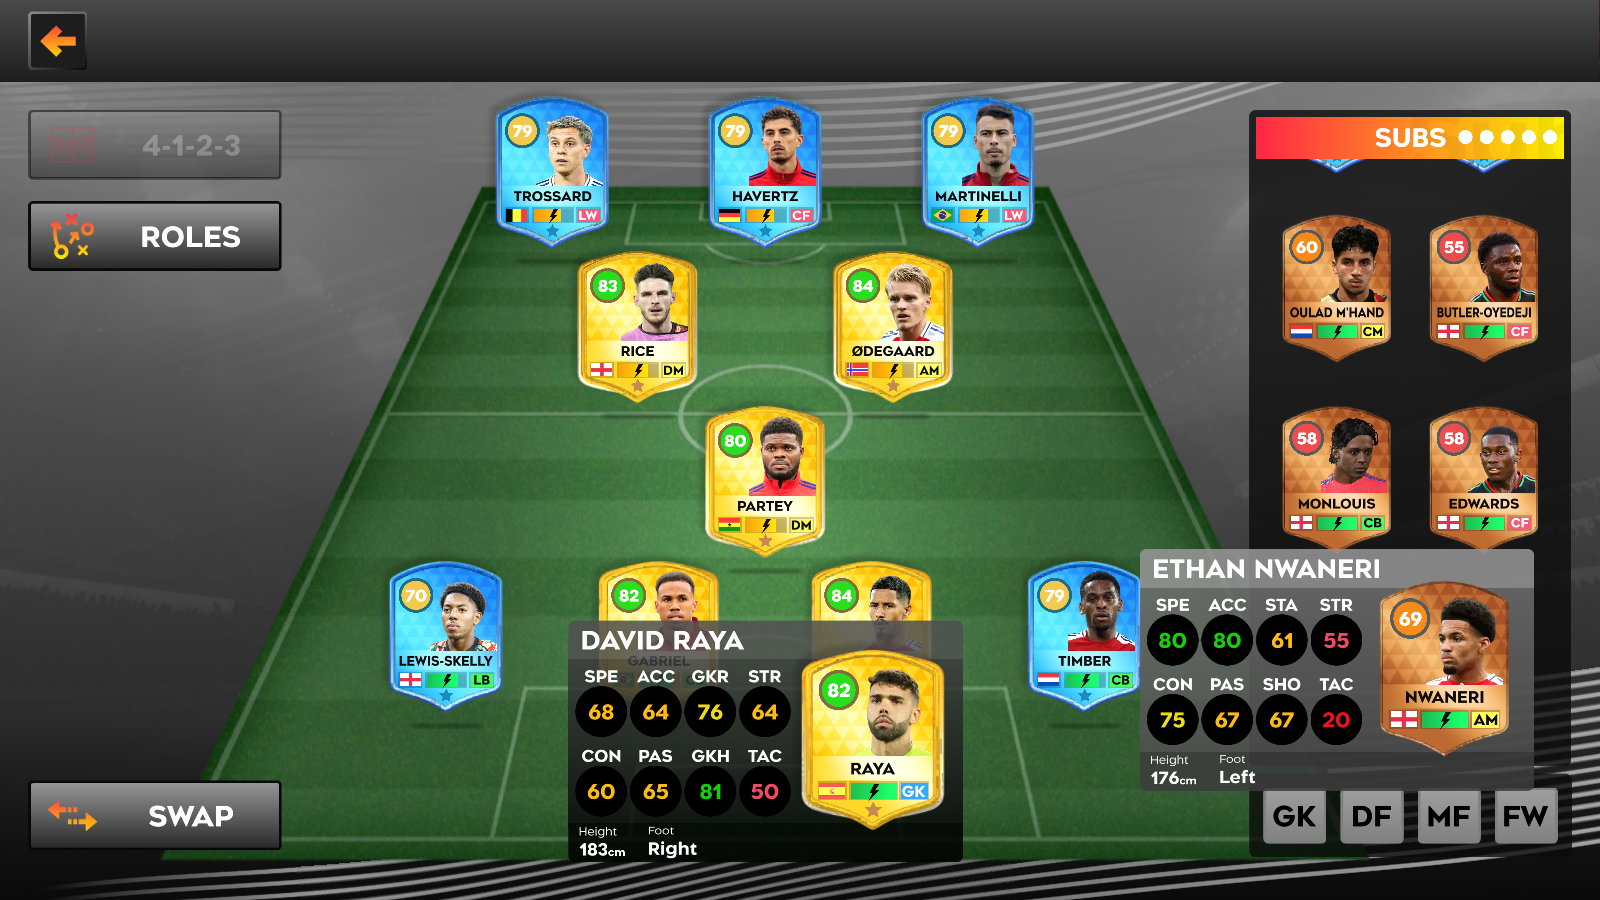 4-1-2-3
ROLES
SWAP
79
TROSSARD
LW
79
HAVERTZ
CF
79
MARTINELLI
LW
83
RICE
DM
84
ØDEGAARD
AM
80
PARTEY
DM
70
LEWIS-SKELLY
LB
82
GABRIEL
84
79
TIMBER
CB
DAVID RAYA
SPE ACC GKR STR
68 64 76 64
CON PAS GKH TAC
60 65 81 50
Height Foot
183cm Right
82
RAYA
GK
SUBS
60
OULAD M'HAND
CM
55
BUTLER-OYEDEJI
CF
58
MONLOUIS
CB
58
EDWARDS
CF
ETHAN NWANERI
SPE ACC STA STR
80 80 61 55
CON PAS SHO TAC
75 67 67 20
Height Foot
176cm Left
69
NWANERI
AM
GK DF MF FW